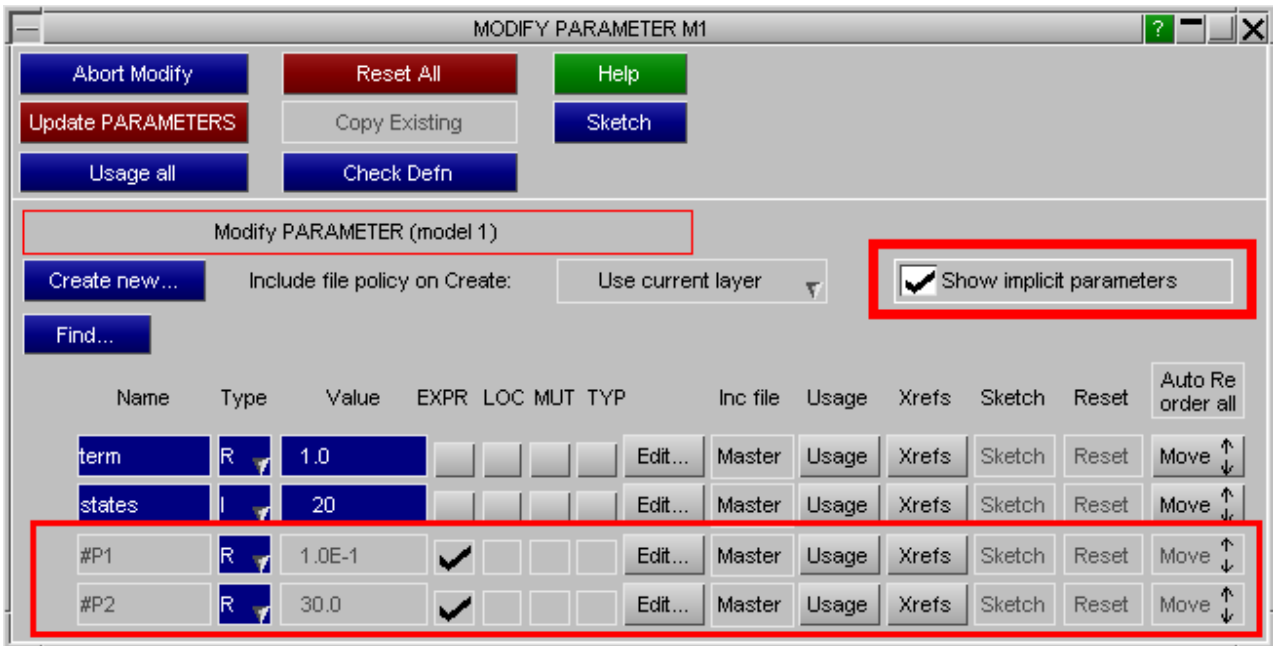 MODIFY PARAMETER M1 ?
Abort Modify Reset All Help
Update PARAMETERS Copy Existing Sketch
Usage all Check Defn
Modify PARAMETER (model 1)
Create new... Include file policy on Create: Use current layer Show implicit parameters
Find...
Name Type Value EXPR LOC MUT TYP Inc file Usage Xrefs Sketch Reset Auto Re
order all
term R 1.0 Edit... Master Usage Xrefs Sketch Reset Move
states I 20 Edit... Master Usage Xrefs Sketch Reset Move
#P1 R 1.0E-1 Edit... Master Usage Xrefs Sketch Reset Move
#P2 R 30.0 Edit... Master Usage Xrefs Sketch Reset Move